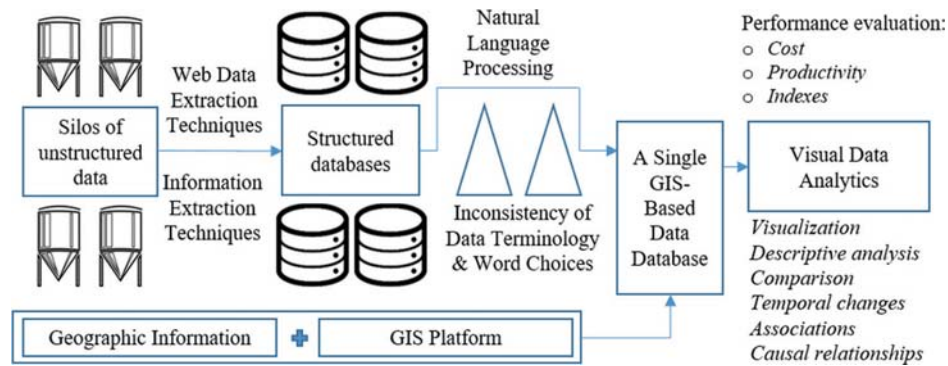 Silos of
unstructured
data
Web Data
Extraction
Techniques
Information
Extraction
Techniques
Structured
databases
Natural
Language
Processing
Inconsistency of
Data Terminology
& Word Choices
A Single
GIS-
Based
Data
Database
Performance evaluation:
o Cost
o Productivity
o Indexes
Visual Data
Analytics
Visualization
Descriptive analysis
Comparison
Temporal changes
Associations
Causal relationships
Geographic Information
GIS Platform